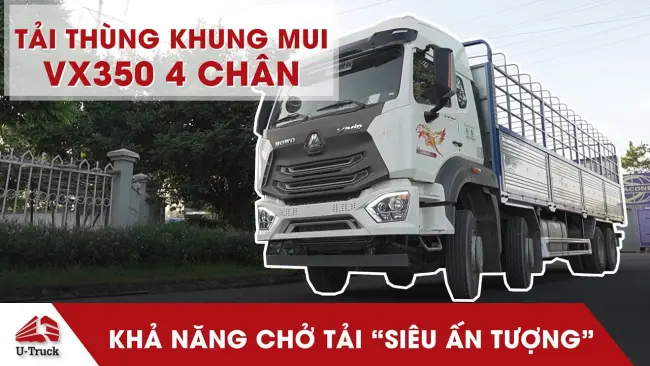 TẢI THÙNG KHUNG MUI
VX350 4 CHÂN
HOWO
U-Truck
KHẢ NĂNG CHỞ TẢI “SIÊU ẤN TƯỢNG”